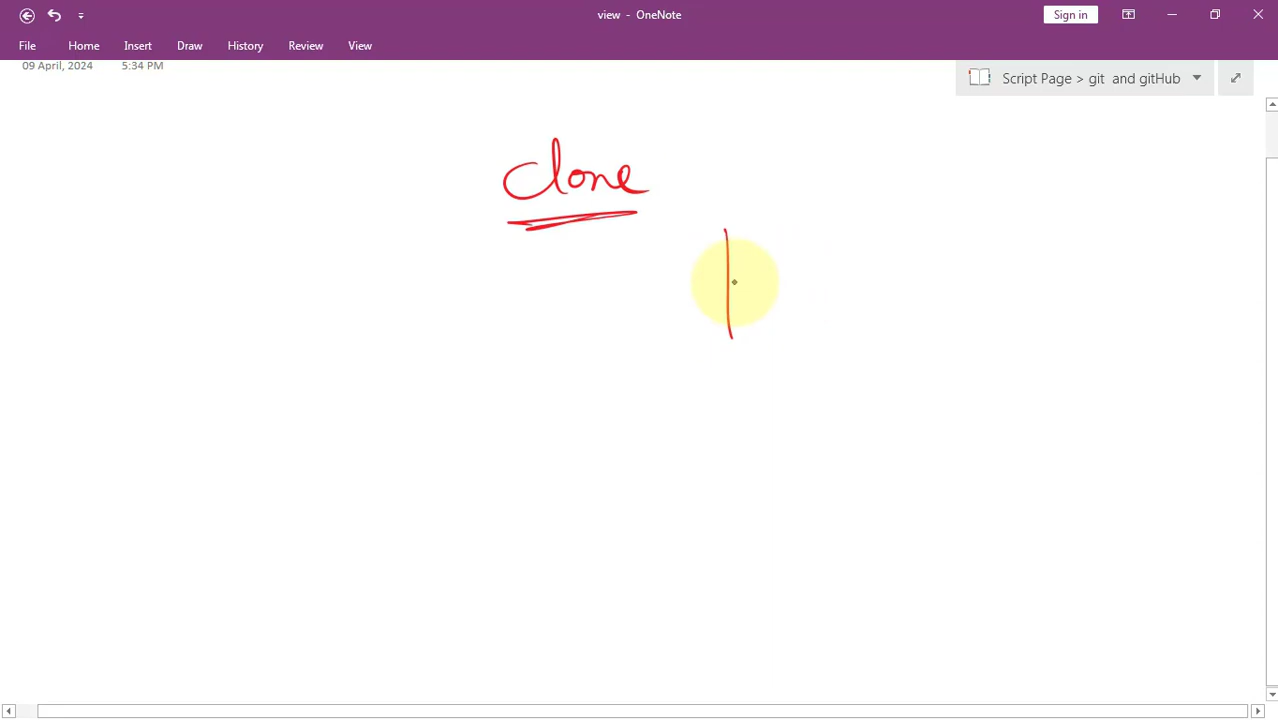 view - OneNote
Sign in
File Home Insert Draw History Review View
09 April, 2024 5:34 PM
Script Page > git and gitHub
Clone